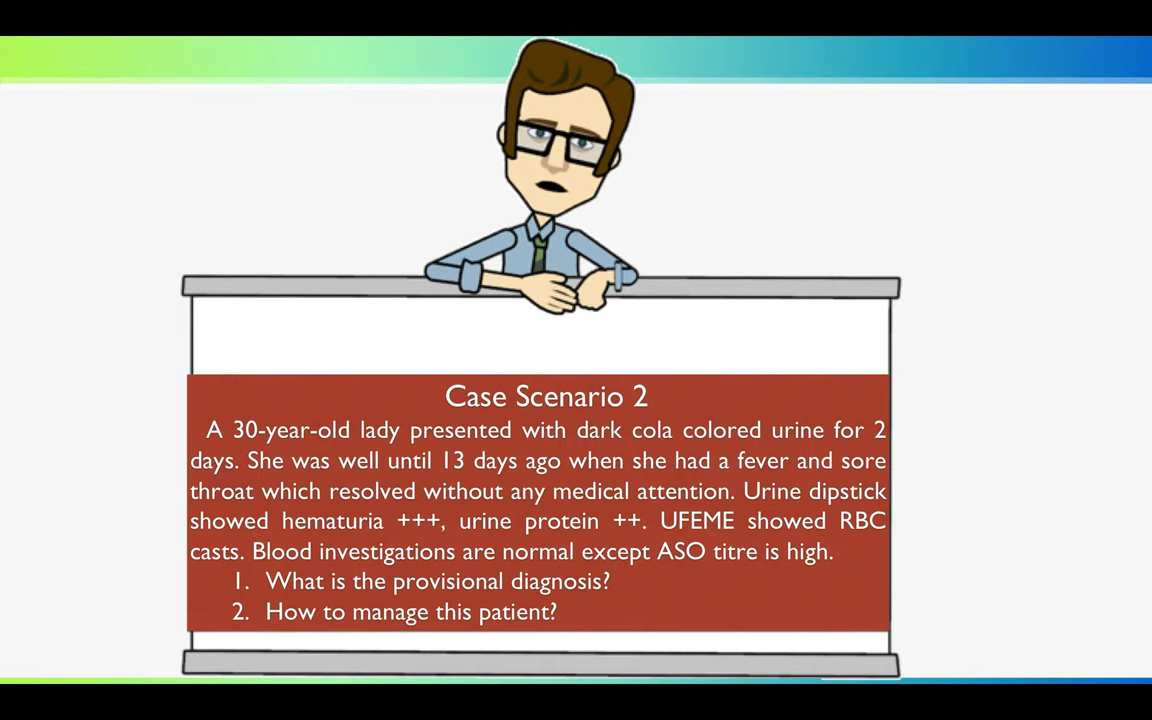 Case Scenario 2
A 30-year-old lady presented with dark cola colored urine for 2
days. She was well until 13 days ago when she had a fever and sore
throat which resolved without any medical attention. Urine dipstick
showed hematuria +++, urine protein ++. UFEME showed RBC
casts. Blood investigations are normal except ASO titre is high.
1. What is the provisional diagnosis?
2. How to manage this patient?